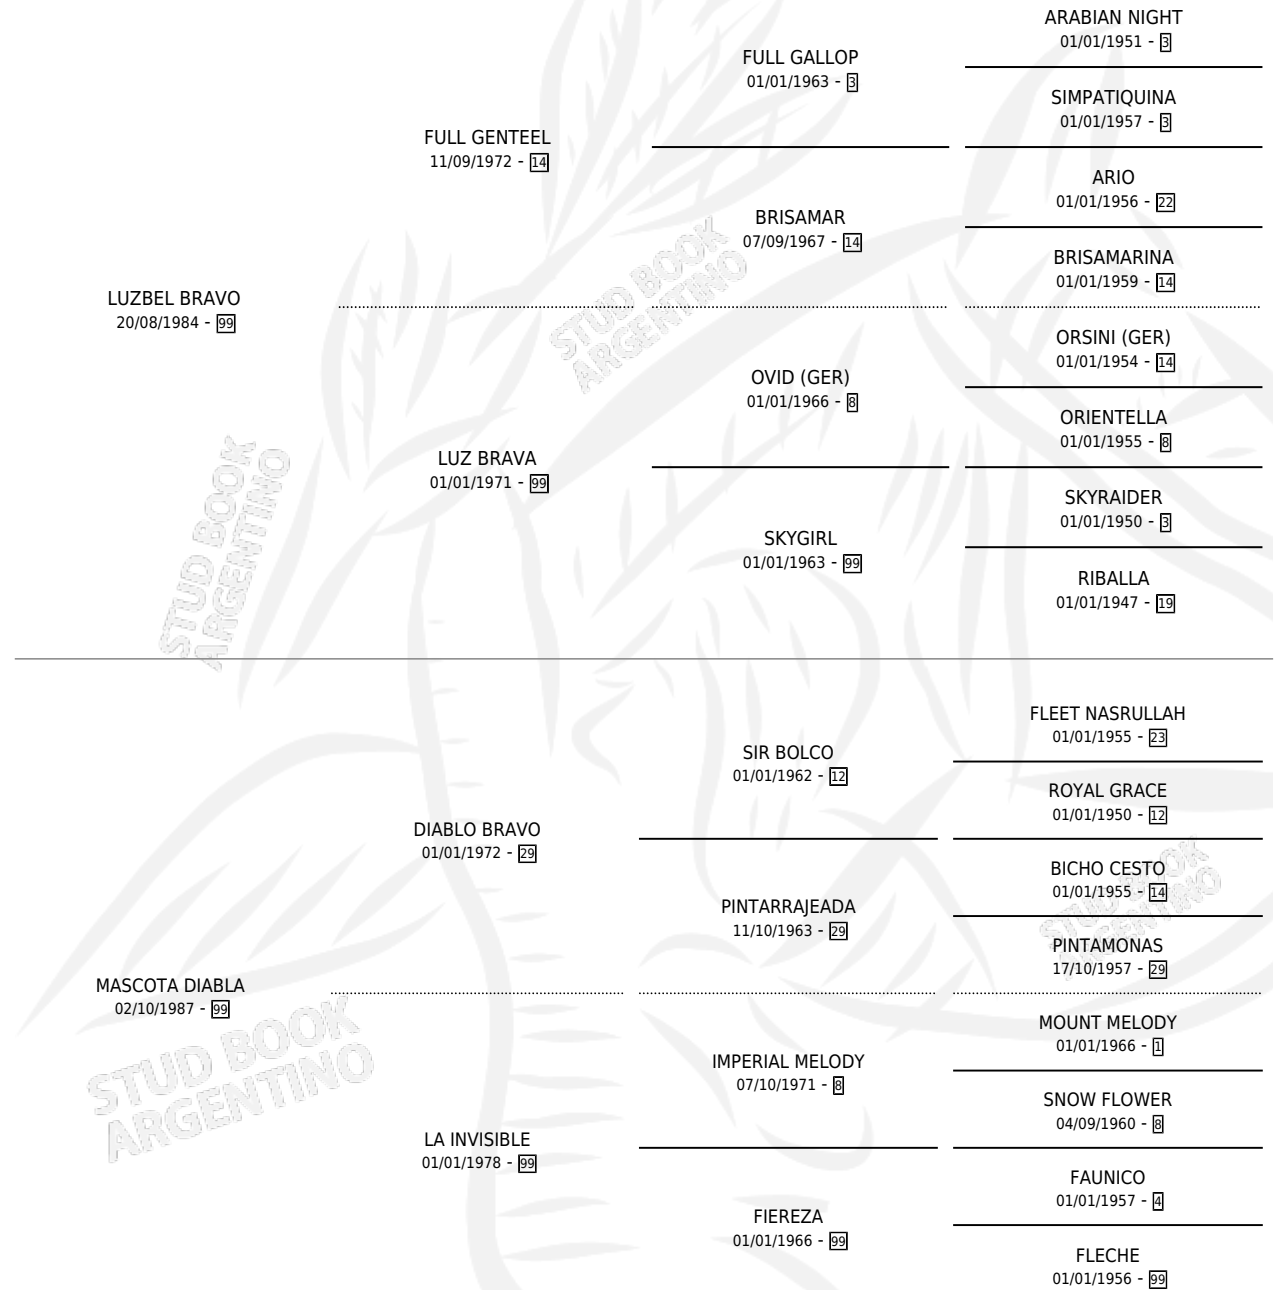 ARABIAN NIGHT
01/01/1951 - 3
FULL GALLOP
01/01/1963 - 3
SIMPATIQUINA
01/01/1957 - 3
FULL GENTEEL
11/09/1972 - 14
ARIO
01/01/1956 - 22
BRISAMAR
07/09/1967 - 14
BRISAMARINA
01/01/1959 - 14
LUZBEL BRAVO
20/08/1984 - 99
STUD BOOK
ARGENTINO
ORSINI (GER)
01/01/1954 - 14
OVID (GER)
01/01/1966 - 8
ORIENTELLA
01/01/1955 - 8
LUZ BRAVA
01/01/1971 - 99
SKYRAIDER
01/01/1950 - 3
SKYGIRL
01/01/1963 - 99
RIBALLA
01/01/1947 - 19
STUD BOOK
ARGENTINO
FLEET NASRULLAH
01/01/1955 - 23
SIR BOLCO
01/01/1962 - 12
ROYAL GRACE
01/01/1950 - 12
DIABLO BRAVO
01/01/1972 - 29
BICHO CESTO
01/01/1955 - 14
PINTARRAJEADA
11/10/1963 - 29
STUD BOOK
ARGENTINO
PINTAMONAS
17/10/1957 - 29
MASCOTA DIABLA
02/10/1987 - 99
MOUNT MELODY
01/01/1966 - 1
IMPERIAL MELODY
07/10/1971 - 8
SNOW FLOWER
04/09/1960 - 8
STUD BOOK
ARGENTINO
LA INVISIBLE
01/01/1978 - 99
FAUNICO
01/01/1957 - 4
FIEREZA
01/01/1966 - 99
FLECHE
01/01/1956 - 99